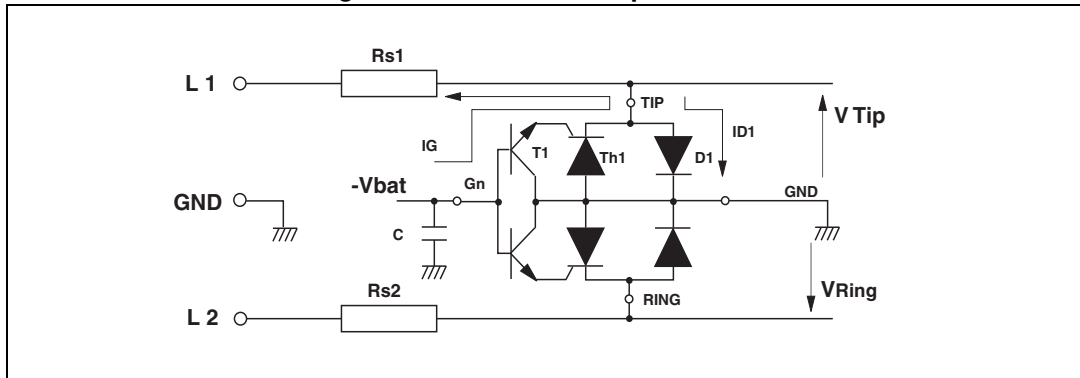 Rs1
L 1
TIP
V Tip
ID1
IG
T1
Th1
D1
-Vbat
Gn
GND
GND
C
Rs2
RING
VRing
L 2